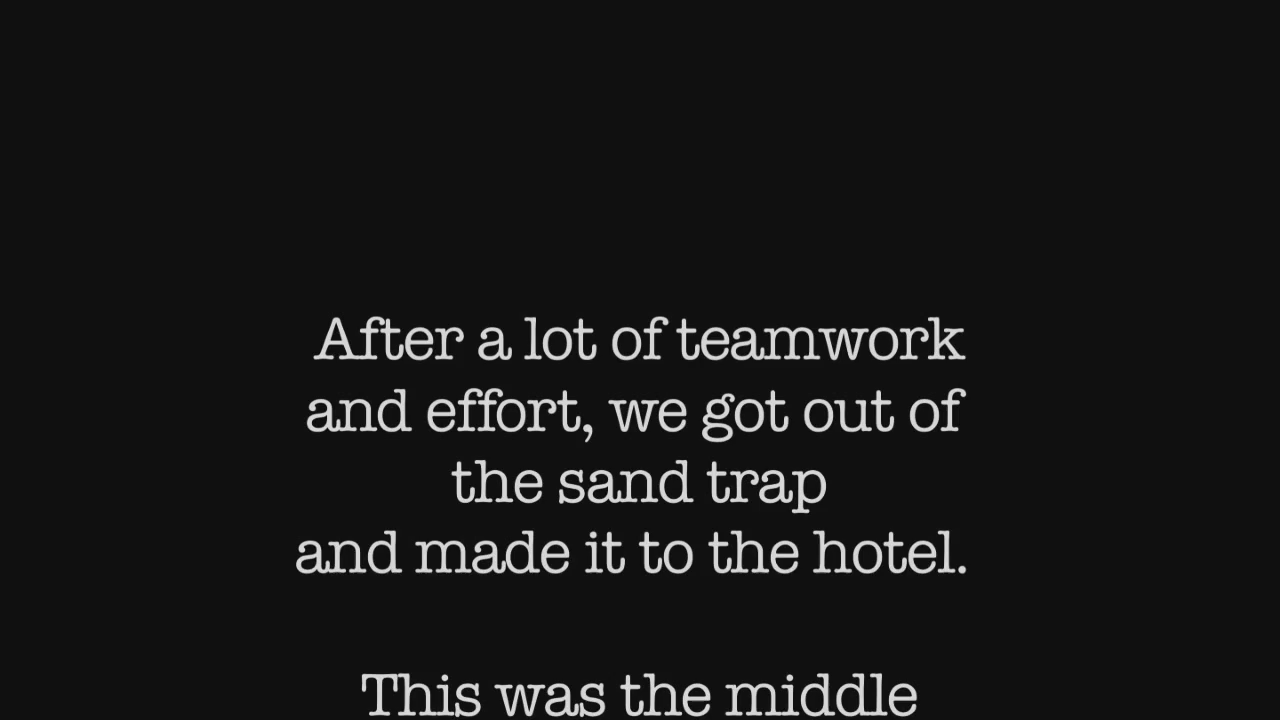 After a lot of teamwork
and effort, we got out of
the sand trap
and made it to the hotel.
This was the middle